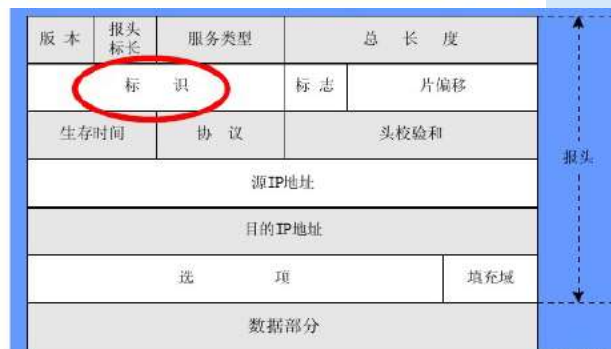 版 本 报头标长 服务类型 总 长 度
标 识 标 志 片偏移
生存时间 协 议 头校验和
报头
源IP地址
目的IP地址
选 项 填充域
数据部分